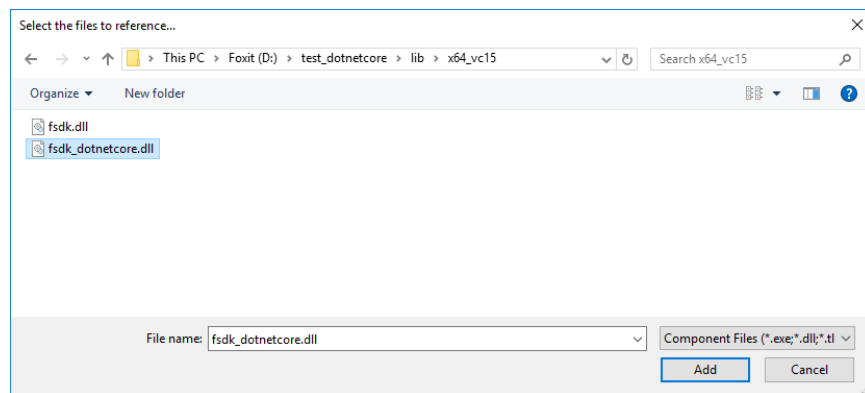 Select the files to reference...
This PC > Foxit (D:) > test_dotnetcore > lib > x64_vc15
Search x64_vc15
Organize
New folder
fsdk.dll
fsdk_dotnetcore.dll
File name: fsdk_dotnetcore.dll
Component Files (*.exe;*.dll;*.tl
Add
Cancel